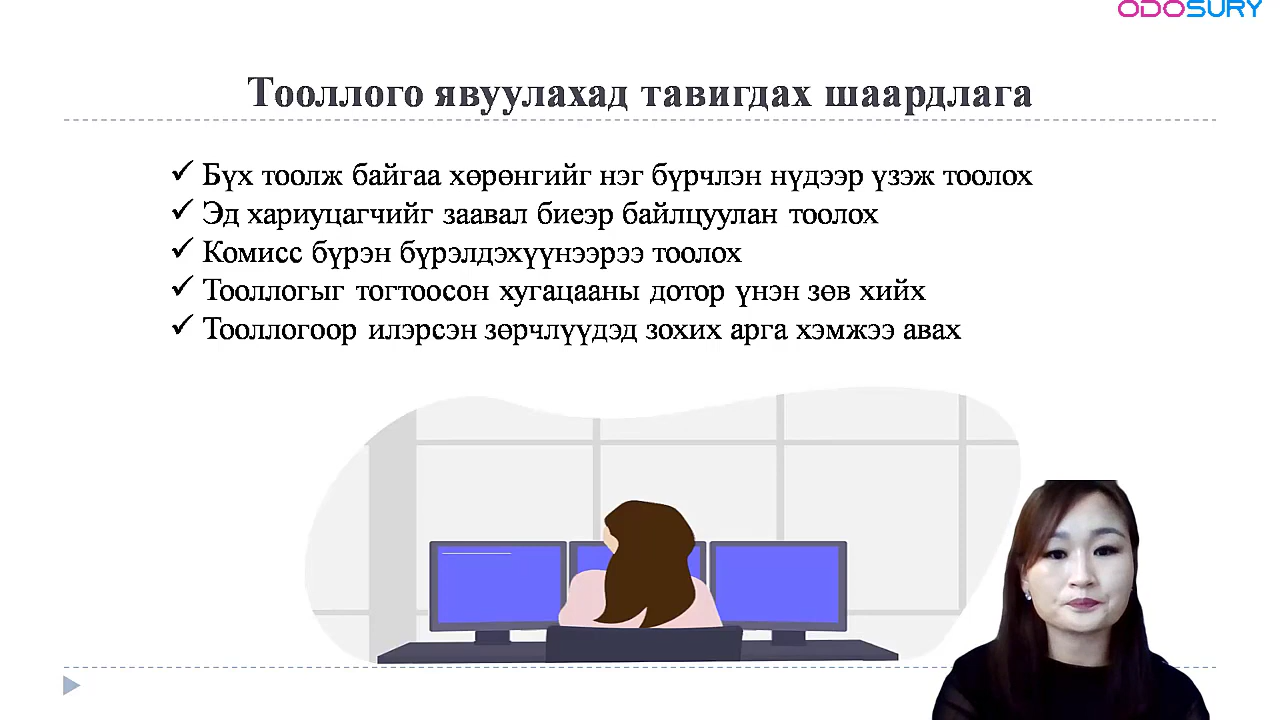 ODOSURY
Тооллого явуулахад тавигдах шаардлага
Бүх тоолж байгаа хөрөнгийг нэг бүрчлэн нүдээр үзэж тоолох
Эд хариуцагчийг заавал биеэр байлцуулан тоолох
Комисс бүрэн бүрэлдэхүүнээрээ тоолох
Тооллогыг тогтоосон хугацааны дотор үнэн зөв хийх
Тооллогоор илэрсэн зөрчлүүдэд зохих арга хэмжээ авах